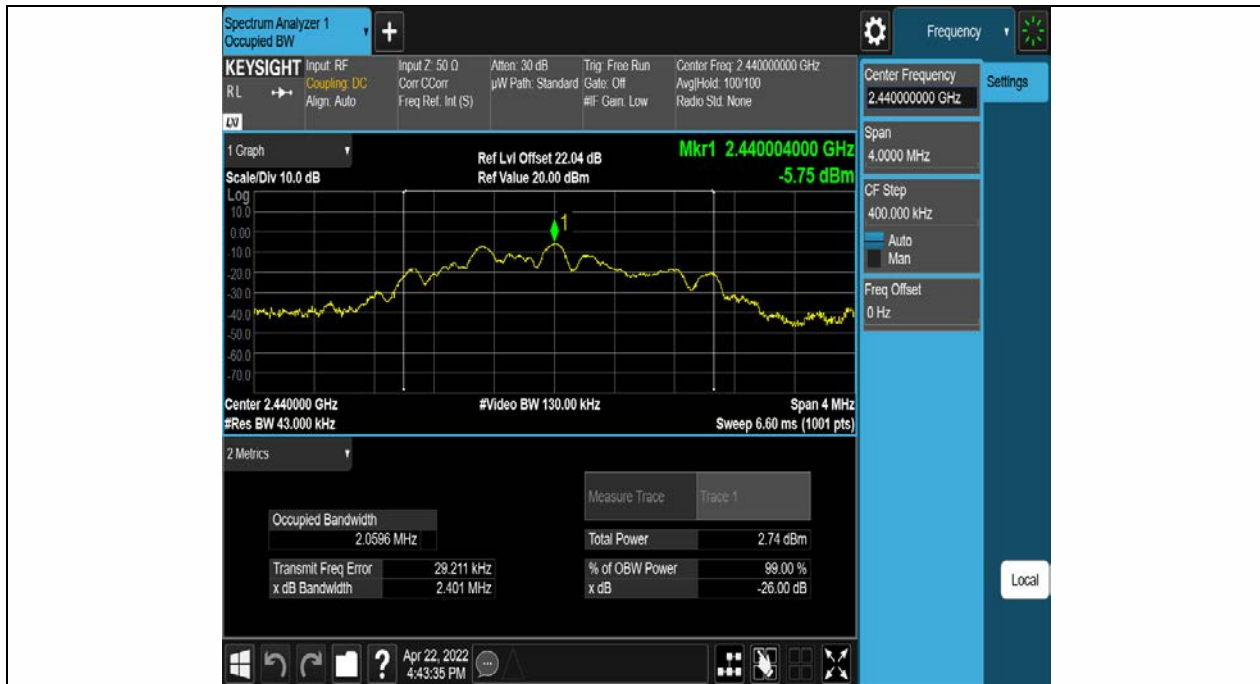 Spectrum Analyzer 1
Occupied BW
+
Frequency
KEYSIGHT
RL
LXI
Input: RF
Coupling: DC
Align: Auto
Input Z: 50 Ω
Corr CCorr
Freq Ref: Int (S)
Atten: 30 dB
µW Path: Standard
Trig: Free Run
Gate: Off
#IF Gain: Low
Center Freq: 2.440000000 GHz
Avg|Hold: 100/100
Radio Std: None
Center Frequency
2.440000000 GHz
Settings
Span
4.0000 MHz
CF Step
400.000 kHz
Auto
Man
Freq Offset
0 Hz
Local
1 Graph
Scale/Div 10.0 dB
Ref Lvl Offset 22.04 dB
Ref Value 20.00 dBm
Mkr1 2.440004000 GHz
-5.75 dBm
Log
10.0
0.00
-10.0
-20.0
-30.0
-40.0
-50.0
-60.0
-70.0
1
Center 2.440000 GHz
#Res BW 43.000 kHz
#Video BW 130.00 kHz
Span 4 MHz
Sweep 6.60 ms (1001 pts)
2 Metrics
Measure Trace Trace 1
Occupied Bandwidth
2.0596 MHz
Total Power 2.74 dBm
Transmit Freq Error 29.211 kHz
% of OBW Power 99.00 %
x dB Bandwidth 2.401 MHz
x dB -26.00 dB
?
Apr 22, 2022
4:43:35 PM